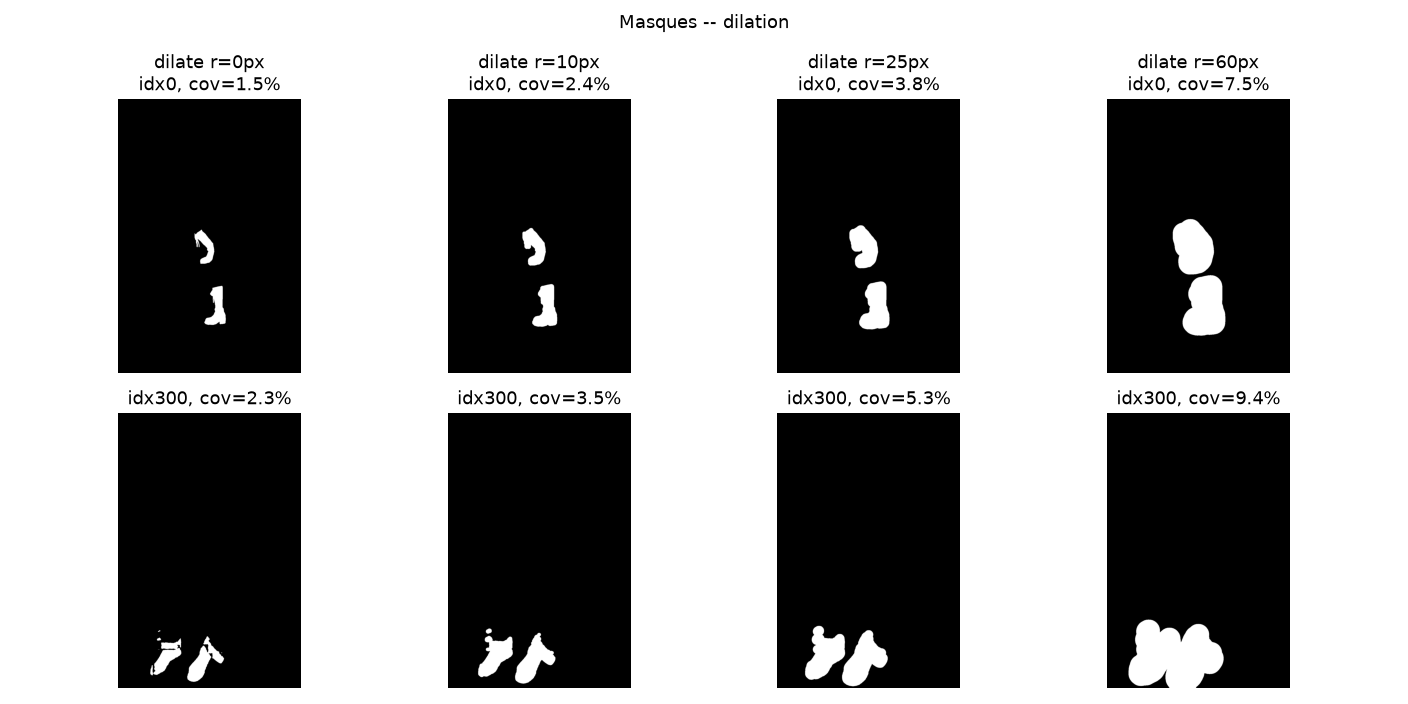 Masques -- dilation
dilate r=0px
idx0, cov=1.5%
dilate r=10px
idx0, cov=2.4%
dilate r=25px
idx0, cov=3.8%
dilate r=60px
idx0, cov=7.5%
idx300, cov=2.3%
idx300, cov=3.5%
idx300, cov=5.3%
idx300, cov=9.4%